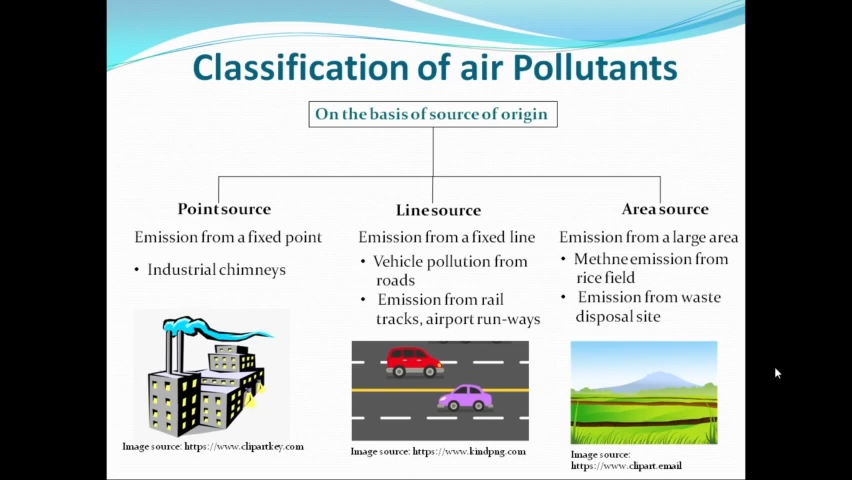 Classification of air Pollutants
On the basis of source of origin
Point source
Emission from a fixed point
• Industrial chimneys
Image source: https://www.clipartkey.com
Line source
Emission from a fixed line
• Vehicle pollution from
roads
• Emission from rail
tracks, airport run-ways
Image source: https://www.kindpng.com
Area source
Emission from a large area
• Methne emission from
rice field
• Emission from waste
disposal site
Image source:
https://www.clipart.email